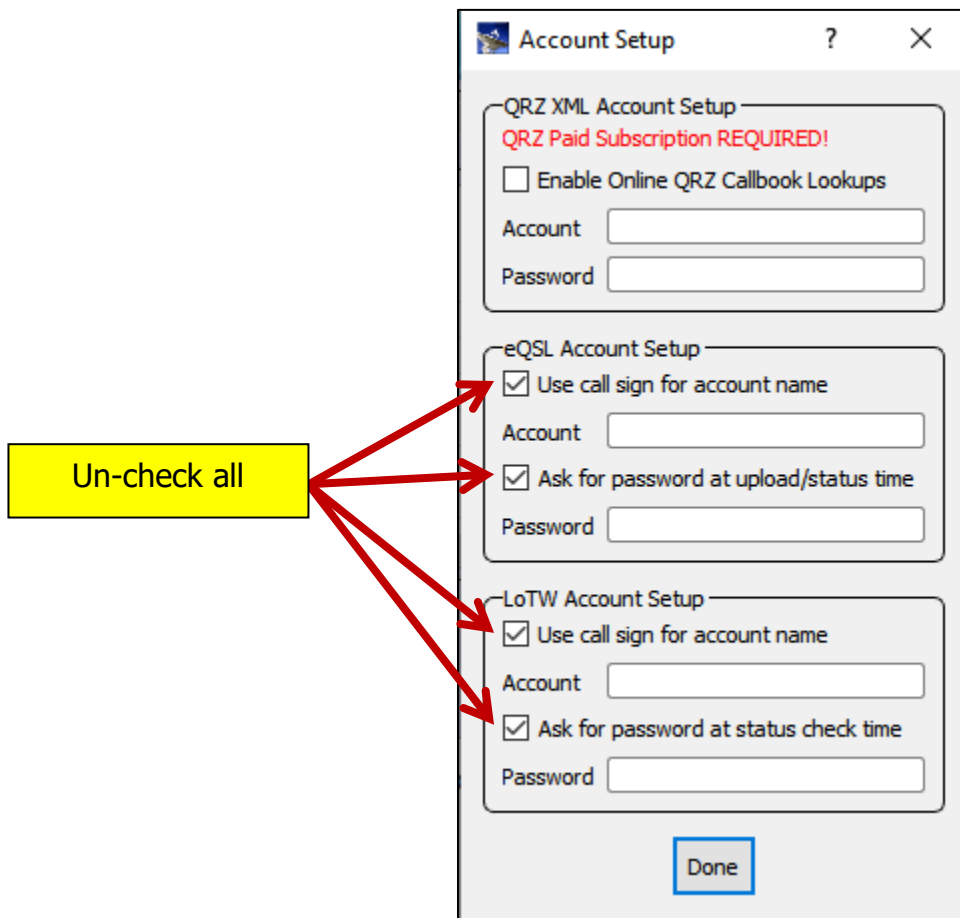 Account Setup ? ×
QRZ XML Account Setup
QRZ Paid Subscription REQUIRED!
Enable Online QRZ Callbook Lookups
Account
Password
eQSL Account Setup
Use call sign for account name
Account
Un-check all
Ask for password at upload/status time
Password
LoTW Account Setup
Use call sign for account name
Account
Ask for password at status check time
Password
Done